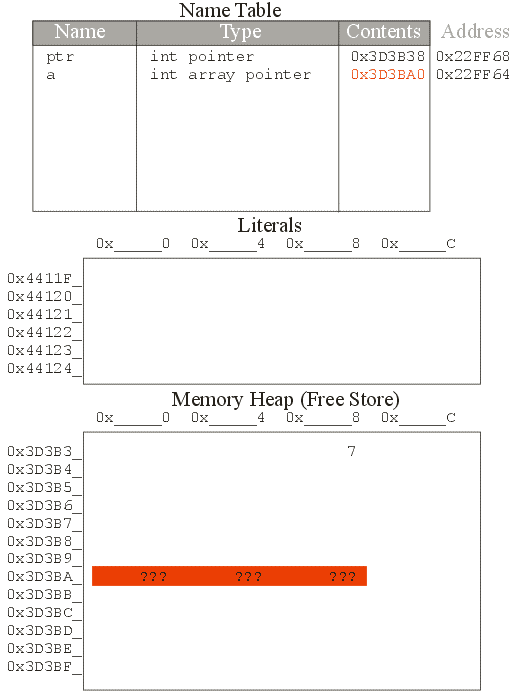 Name Table
Name Type Contents Address
ptr int pointer 0x3D3B38 0x22FF68
a int array pointer 0x3D3BA0 0x22FF64
Literals
0x_____0 0x_____4 0x_____8 0x_____C
0x4411F_
0x44120_
0x44121_
0x44122_
0x44123_
0x44124_
Memory Heap (Free Store)
0x_____0 0x_____4 0x_____8 0x_____C
0x3D3B3_ 7
0x3D3B4_
0x3D3B5_
0x3D3B6_
0x3D3B7_
0x3D3B8_
0x3D3B9_
0x3D3BA_ ??? ??? ???
0x3D3BB_
0x3D3BC_
0x3D3BD_
0x3D3BE_
0x3D3BF_